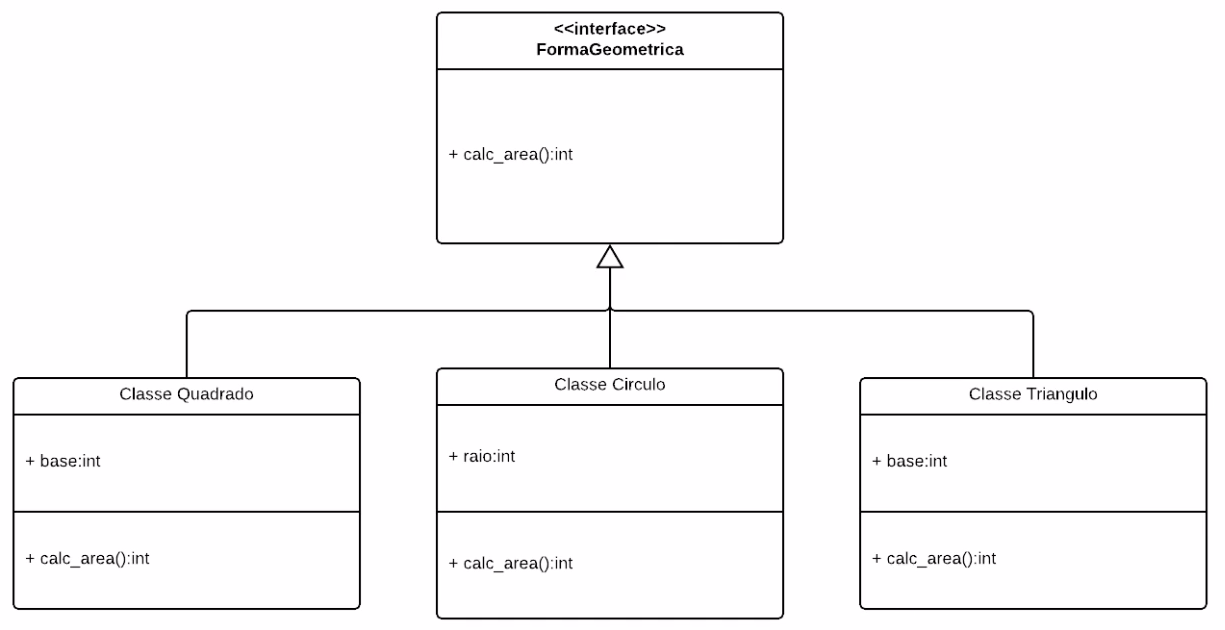 <<interface>>
FormaGeometrica
+ calc_area():int
Classe Quadrado
+ base:int
+ calc_area():int
Classe Circulo
+ raio:int
+ calc_area():int
Classe Triangulo
+ base:int
+ calc_area():int